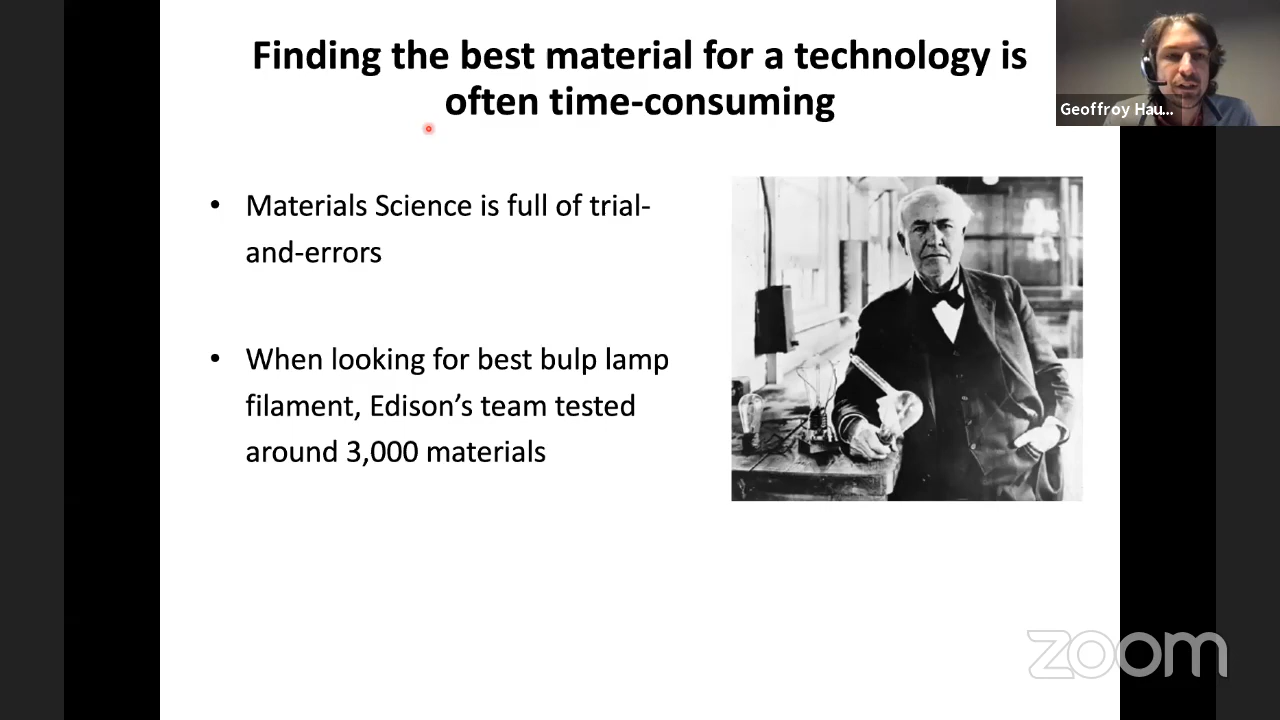 Finding the best material for a technology is
often time-consuming
Geoffroy Hau...
• Materials Science is full of trial-
and-errors
• When looking for best bulp lamp
filament, Edison's team tested
around 3,000 materials
zoom